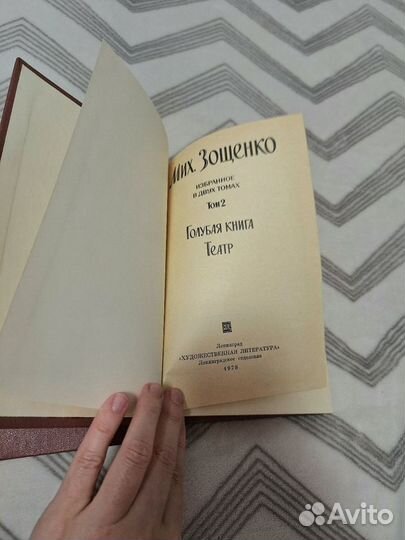 Мих. Зощенко
ИЗБРАННОЕ
В ДВУХ ТОМАХ
Том 2
ГОЛУБАЯ КНИГА
ТЕАТР
Ленинград
«ХУДОЖЕСТВЕННАЯ ЛИТЕРАТУРА»
Ленинградское отделение
1978
Avito